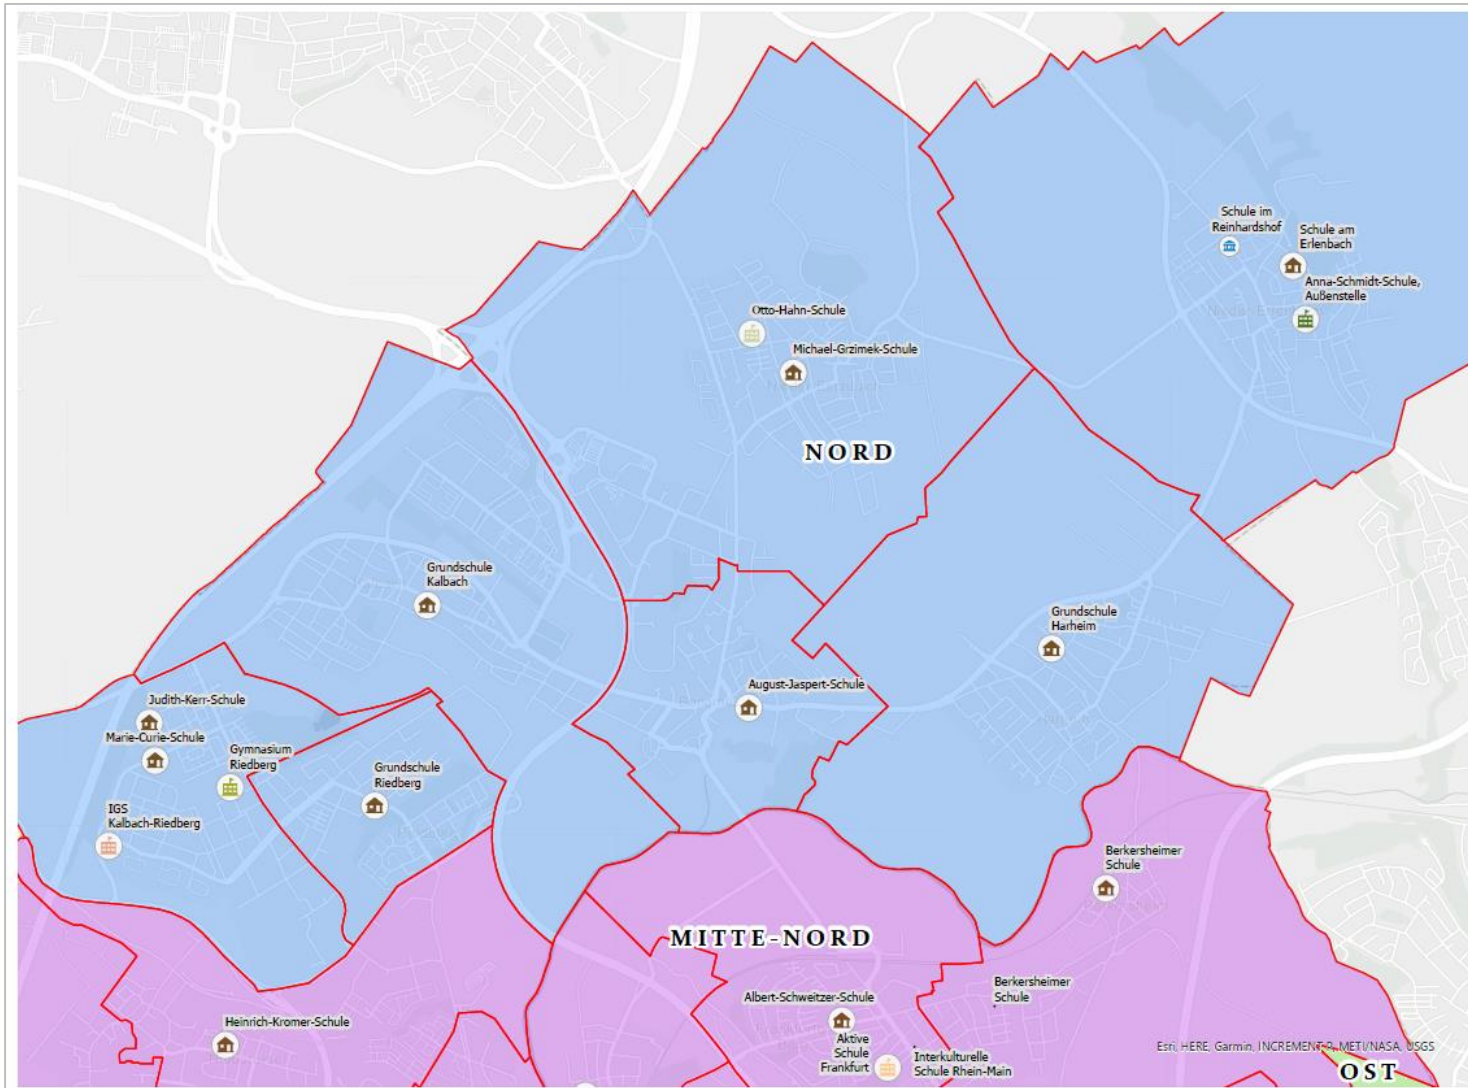 Schule im
Reinhardshof
Schule am
Erlenbach
Anna-Schmidt-Schule,
Außenstelle
Otto-Hahn-Schule
Michael-Grzimek-Schule
NORD
Grundschule
Kalbach
Grundschule
Harheim
August-Jaspert-Schule
Judith-Kerr-Schule
Marie-Curie-Schule
Gymnasium
Riedberg
Grundschule
Riedberg
IGS
Kalbach-Riedberg
Berkersheimer
Schule
MITTE-NORD
Berkersheimer
Schule
Albert-Schweitzer-Schule
Heinrich-Kromer-Schule
Aktive
Schule
Frankfurt
Interkulturelle
Schule Rhein-Main
Esri, HERE, Garmin, INCREMENT P, METI/NASA, USGS
OST